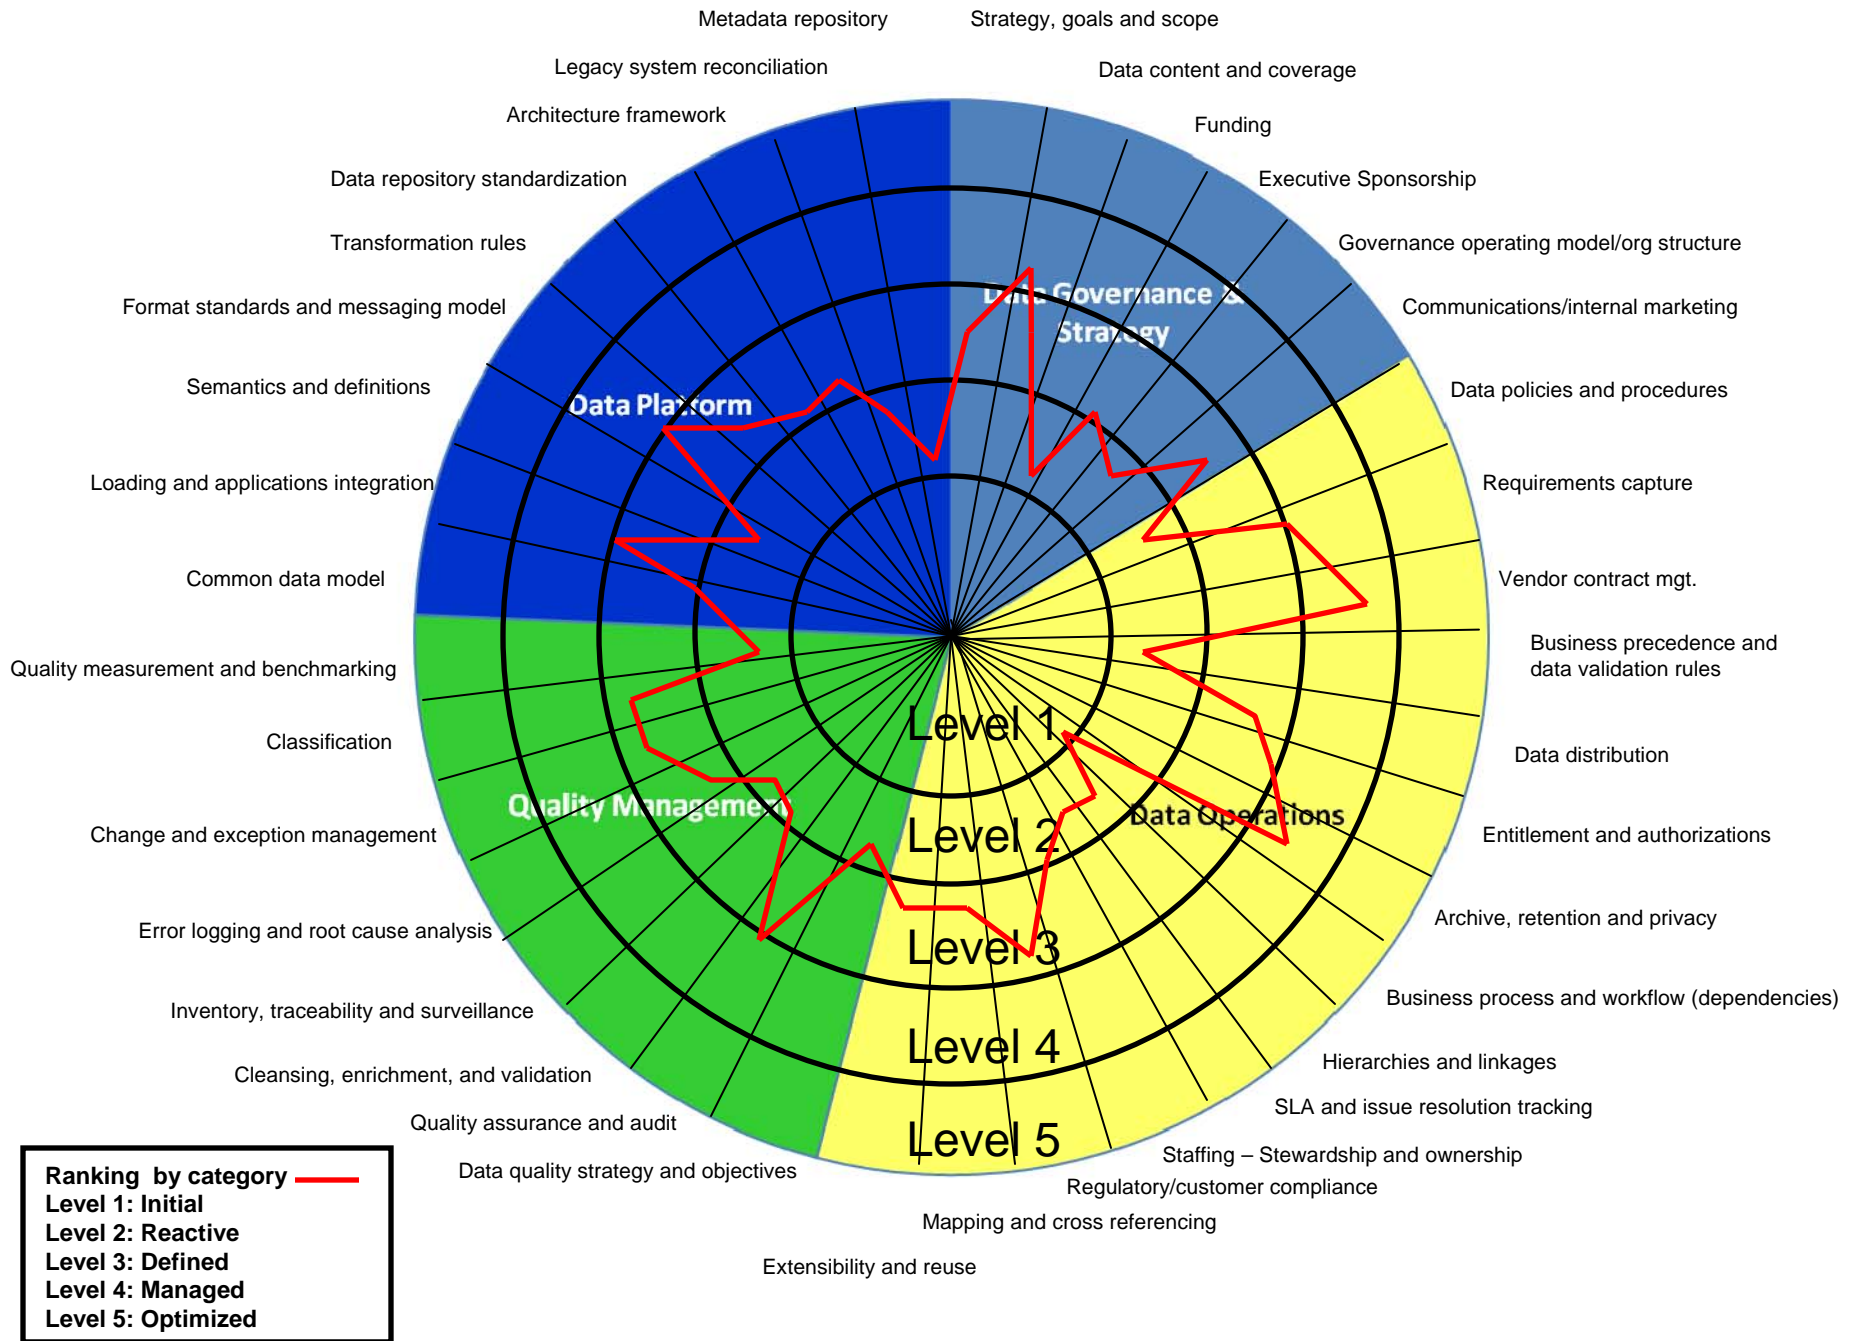 Metadata repository
Strategy, goals and scope
Legacy system reconciliation
Data content and coverage
Architecture framework
Funding
Data repository standardization
Executive Sponsorship
Transformation rules
Governance operating model/org structure
Format standards and messaging model
Communications/internal marketing
Data Governance &
Strategy
Semantics and definitions
Data policies and procedures
Data Platform
Loading and applications integration
Requirements capture
Common data model
Vendor contract mgt.
Quality measurement and benchmarking
Business precedence and
data validation rules
Classification
Level 1
Data distribution
Quality Management
Data Operations
Change and exception management
Level 2
Entitlement and authorizations
Error logging and root cause analysis
Level 3
Archive, retention and privacy
Inventory, traceability and surveillance
Business process and workflow (dependencies)
Level 4
Cleansing, enrichment, and validation
Hierarchies and linkages
Quality assurance and audit
SLA and issue resolution tracking
Level 5
Data quality strategy and objectives
Staffing – Stewardship and ownership
Regulatory/customer compliance
Mapping and cross referencing
Extensibility and reuse
Ranking by category
Level 1: Initial
Level 2: Reactive
Level 3: Defined
Level 4: Managed
Level 5: Optimized